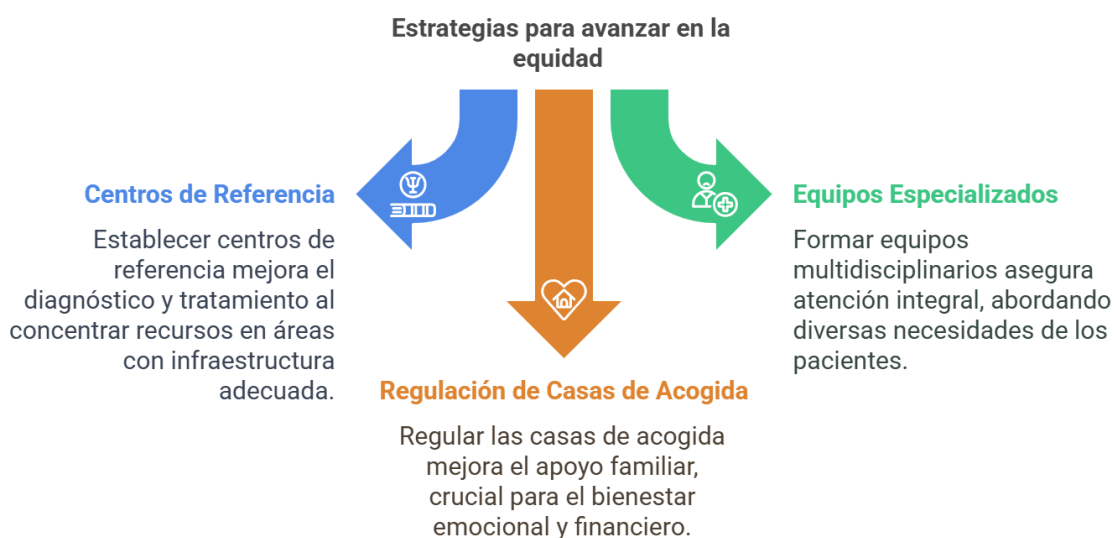 Estrategias para avanzar en la
equidad
Centros de Referencia
Establecer centros de
referencia mejora el
diagnóstico y tratamiento al
concentrar recursos en áreas
con infraestructura
adecuada.
Regulación de Casas de Acogida
Regular las casas de acogida
mejora el apoyo familiar,
crucial para el bienestar
emocional y financiero.
Equipos Especializados
Formar equipos
multidisciplinarios asegura
atención integral, abordando
diversas necesidades de los
pacientes.